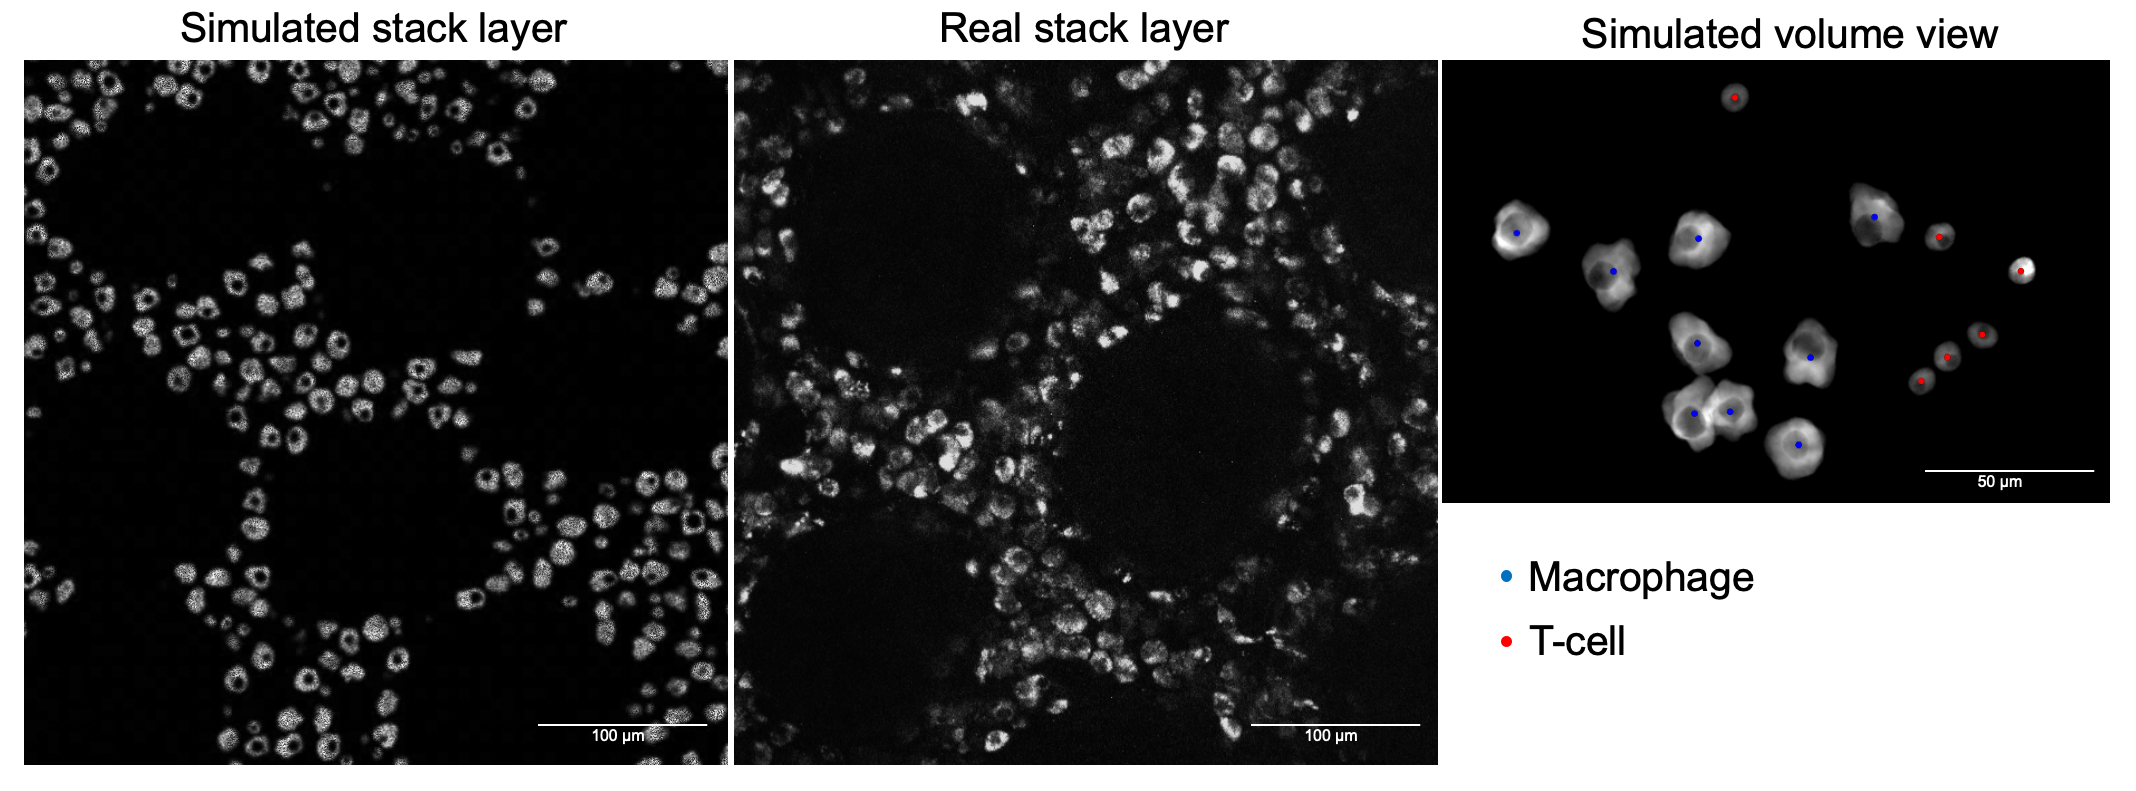 Simulated stack layer
Real stack layer
Simulated volume view
100 µm
100 µm
50 µm
Macrophage
T-cell